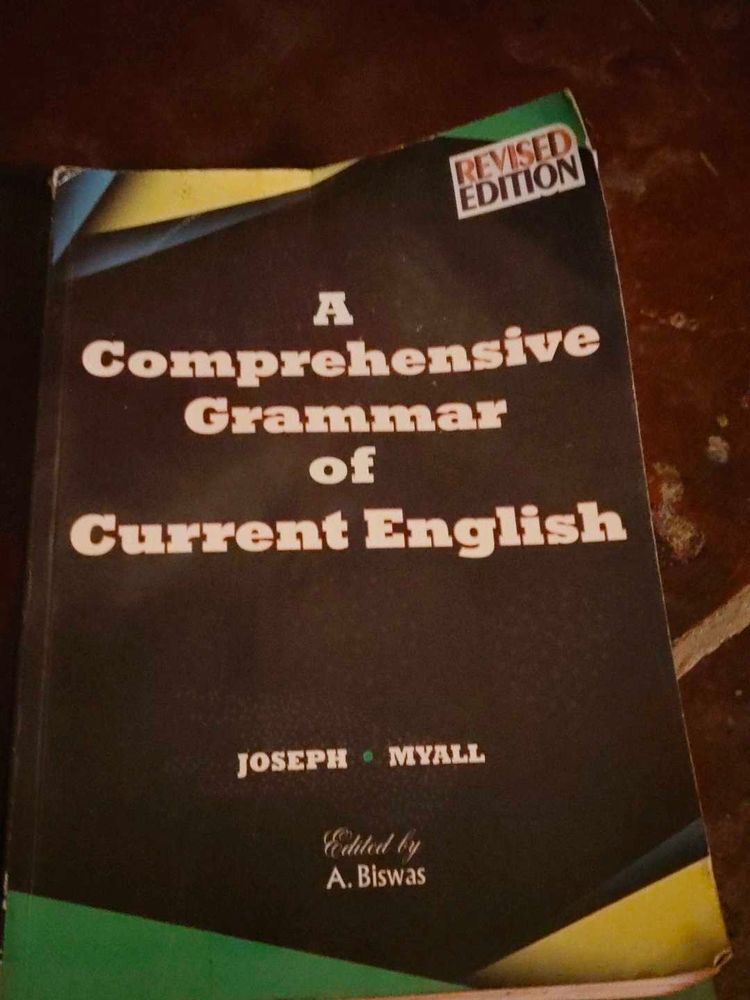 REVISED
EDITION
A
Comprehensive
Grammar
of
Current English
JOSEPH • MYALL
Edited by
A. Biswas